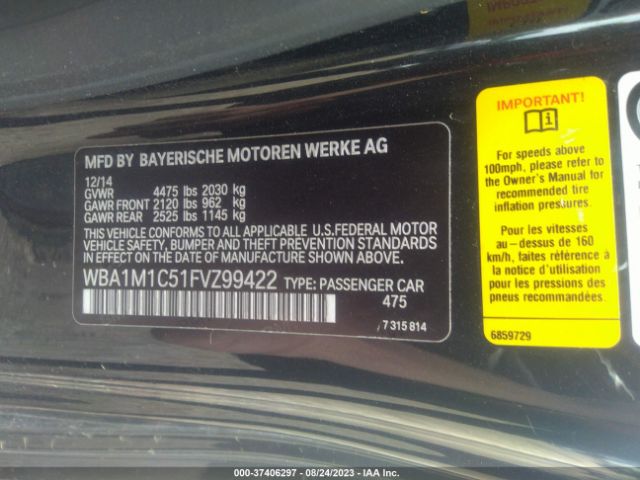 MFD BY BAYERISCHE MOTOREN WERKE AG
12/14
GVWR 4475 lbs 2030 kg
GAWR FRONT 2120 lbs 962 kg
GAWR REAR 2525 lbs 1145 kg
THIS VEHICLE CONFORMS TO ALL APPLICABLE U.S.FEDERAL MOTOR
VEHICLE SAFETY, BUMPER, AND THEFT PREVENTION STANDARDS
IN EFFECT ON THE DATE OF MANUFACTURE SHOWN ABOVE.
WBA1M1C51FVZ99422 TYPE: PASSENGER CAR
475
7 315 814
IMPORTANT!
For speeds above
100mph, please refer to
the Owner's Manual for
recommended tire
inflation pressures.
Pour les vitesses
au-dessus de 160
km/h, veuillez vous
reporter à la Notice
d'utilisation pour
les pressions des
pneus prescrites.
6859729
000-37406297 - 08/24/2023 - IAA Inc.